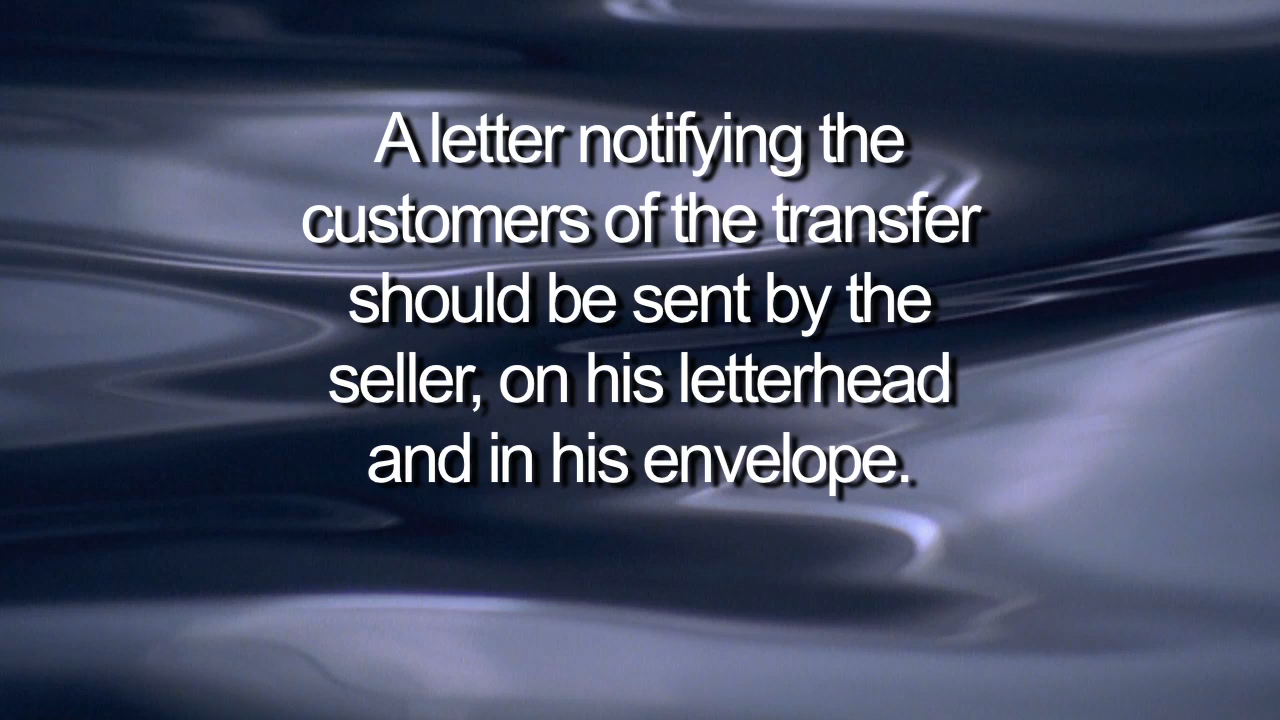 A letter notifying the
customers of the transfer
should be sent by the
seller, on his letterhead
and in his envelope.